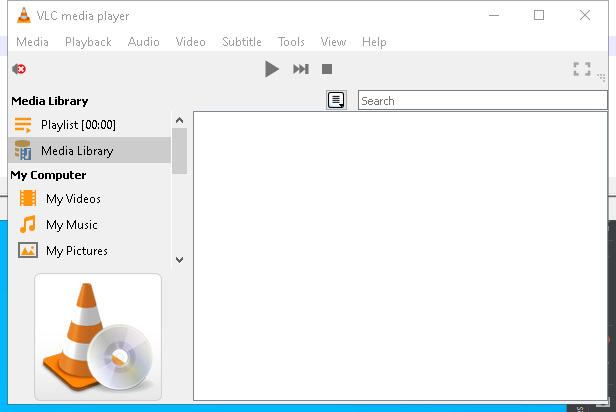 VLC media player
Media Playback Audio Video Subtitle Tools View Help
Media Library
Search
Playlist [00:00]
Media Library
My Computer
My Videos
My Music
My Pictures